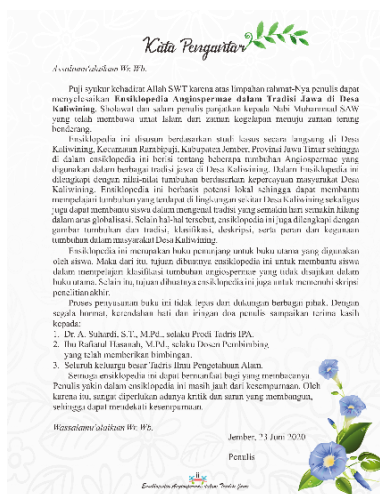 Kata Pengantar
Assalamu'alaikum Wr. Wb.
Puji syukur kehadirat Allah SWT karena atas limpahan rahmat-Nya penulis dapat
menyelesaikan Ensiklopedia Angiospermae dalam Tradisi Jawa di Desa
Kaliwining. Sholawat dan salam penulis panjatkan kepada Nabi Muhammad SAW
yang telah membawa umat Islam dari zaman kegelapan menuju zaman terang
benderang.
Ensiklopedia ini disusun berdasarkan studi kasus secara langsung di Desa
Kaliwining, Kecamatan Rambipuji, Kabupaten Jember, Provinsi Jawa Timur sehingga
di dalam ensiklopedia ini berisi tentang beberapa tumbuhan Angiospermae yang
digunakan dalam berbagai tradisi jawa di Desa Kaliwining. Dalam Ensiklopedia ini
dilengkapi dengan nilai-nilai tumbuhan berdasarkan kepercayaan masyarakat Desa
Kaliwining. Ensiklopedia ini berbasis potensi lokal sehingga dapat membantu
mempelajari tumbuhan yang terdapat di lingkungan sekitar Desa Kaliwining sekaligus
juga dapat membantu siswa dalam mengenal tradisi yang semakin hari semakin hilang
dalam arus globalisasi. Selain hal-hal tersebut, ensiklopedia ini juga dilengkapi dengan
gambar tumbuhan dan tradisi, klasifikasi, deskripsi, serta peran dan kegunaan
tumbuhan dalam masyarakat Desa Kaliwining.
Ensiklopedia ini merupakan buku penunjang untuk buku utama yang digunakan
oleh siswa. Maka dari itu, tujuan dibuatnya ensiklopedia ini untuk membantu siswa
dalam mempelajari klasifikasi tumbuhan angiospermae yang tidak disajikan dalam
buku utama. Selain itu, tujuan dibuatnya ensiklopedia ini juga untuk memenuhi skripsi
penelitian akhir.
Proses penyusunan buku ini tidak lepas dari dukungan berbagai pihak. Dengan
segala hormat, kerendahan hati dan iringan doa penulis sampaikan terima kasih
kepada:
1. Dr. A. Suhardi, S.T., M.Pd., selaku Prodi Tadris IPA.
2. Ibu Rafiatul Hasanah, M.Pd., selaku Dosen Pembimbing
yang telah memberikan bimbingan.
3. Seluruh keluarga besar Tadris Ilmu Pengetahuan Alam.
Semoga ensiklopedia ini dapat bermanfaat bagi yang membacanya
Penulis yakin dalam ensiklopedia ini masih jauh dari kesempurnaan. Oleh
karena itu, sangat diperlukan adanya kritik dan saran yang membangun,
sehingga dapat mendekati kesempurnaan.
Wassalamu'alaikum Wr. Wb.
Jember, 23 Juni 2020
Penulis
ii
Ensiklopedia Angiospermae dalam Tradisi Jawa